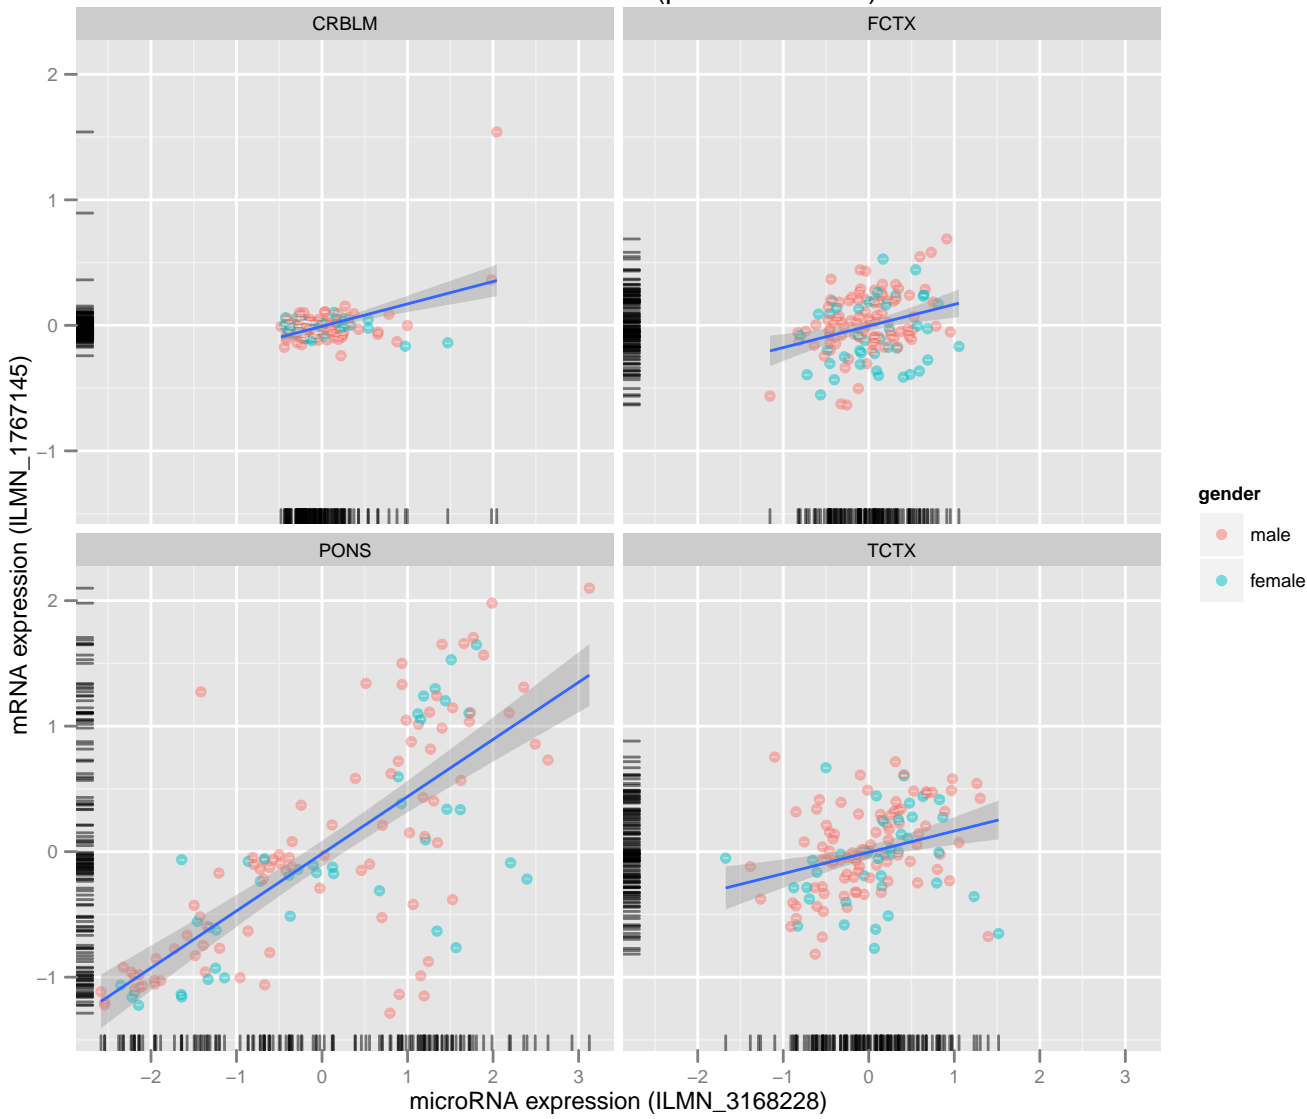 CRBLM
FCTX
2
1
0
−1
mRNA expression (ILMN_1767145)
gender
male
female
PONS
TCTX
2
1
0
−1
−2 −1 0 1 2 3
−2 −1 0 1 2 3
microRNA expression (ILMN_3168228)